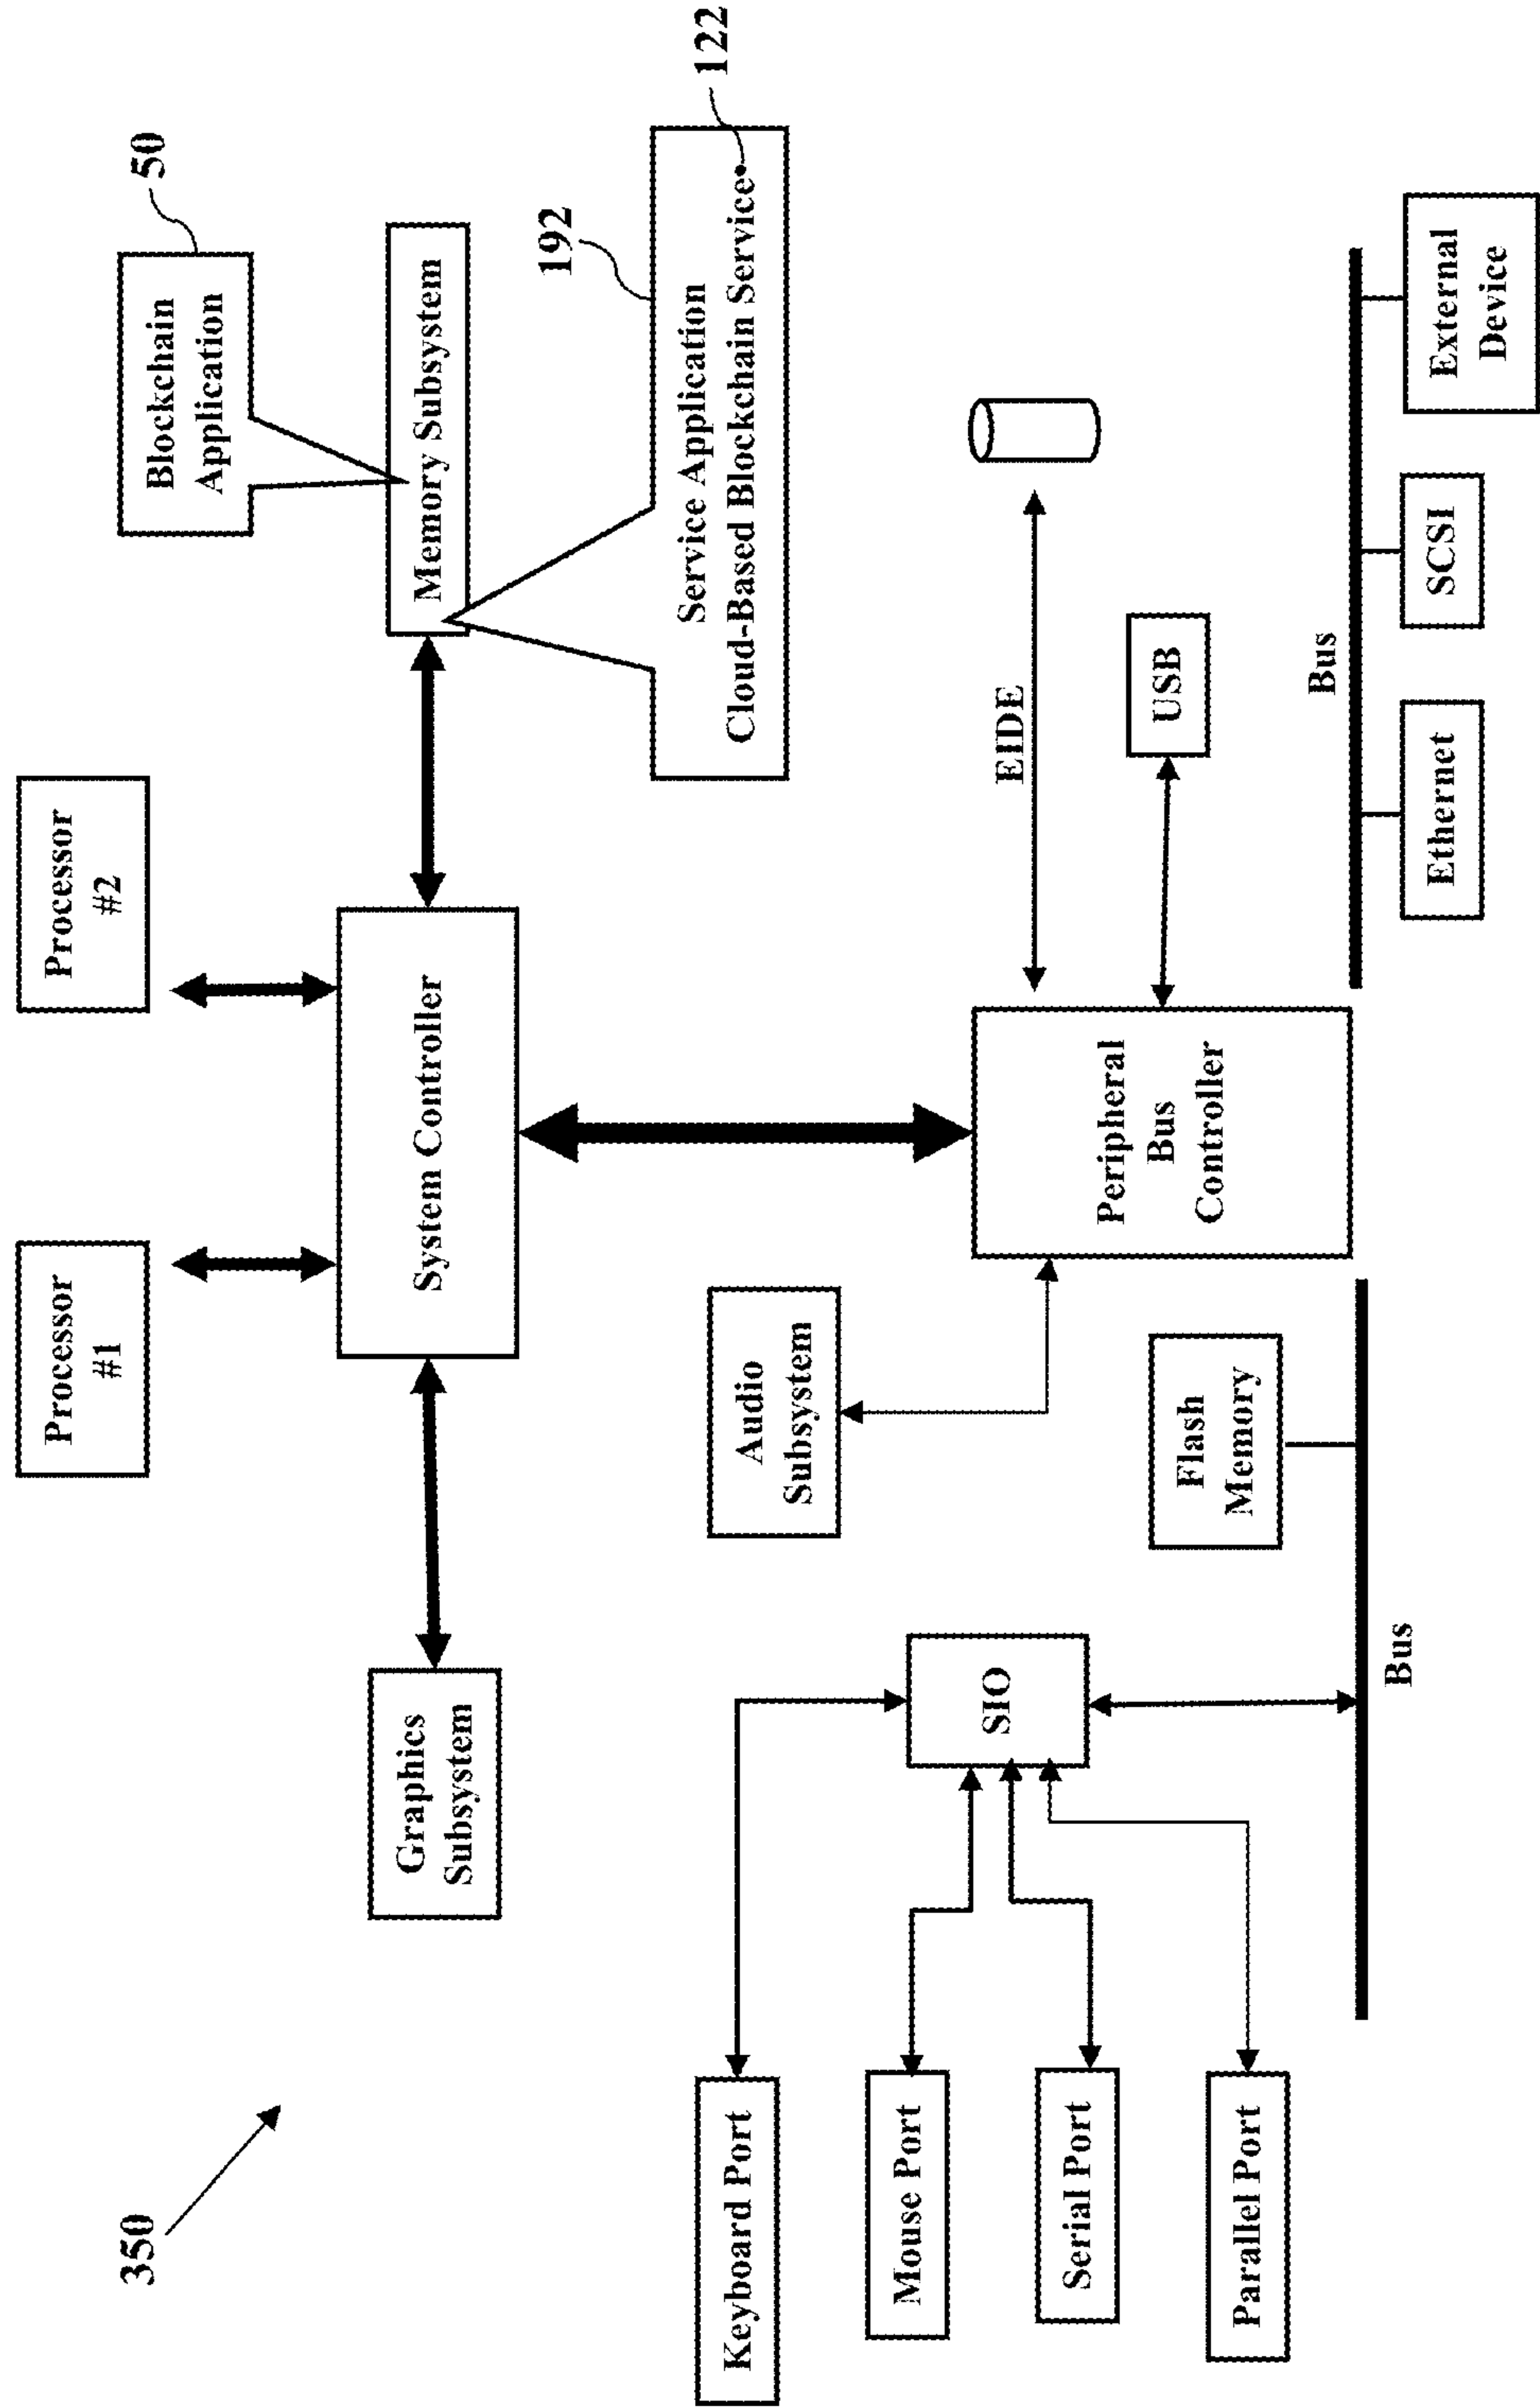 350
Processor
#1
Processor
#2
Blockchain
Application
50
Graphics
Subsystem
System Controller
Memory Subsystem
192
Service Application
Cloud-Based Blockchain Service
122
Keyboard Port
Mouse Port
Serial Port
Parallel Port
SIO
Audio
Subsystem
Flash
Memory
Bus
Peripheral
Bus
Controller
EIDE
USB
Bus
Ethernet
SCSI
External
Device